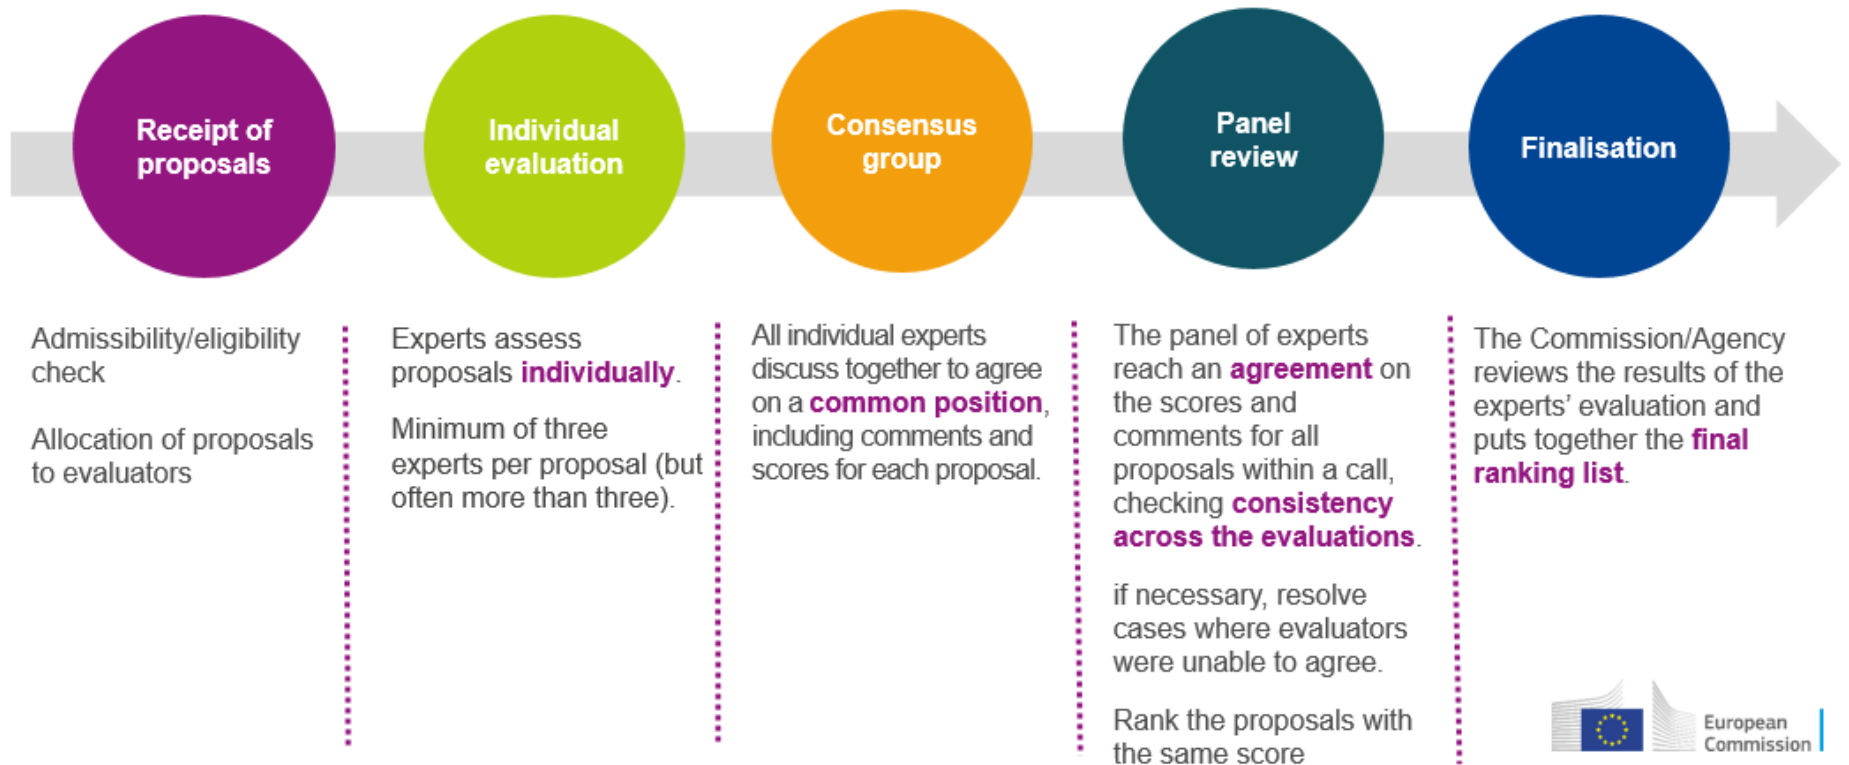 Receipt of
proposals
Individual
evaluation
Consensus
group
Panel
review
Finalisation
Admissibility/eligibility
check
Allocation of proposals
to evaluators
Experts assess
proposals individually.
Minimum of three
experts per proposal (but
often more than three).
All individual experts
discuss together to agree
on a common position,
including comments and
scores for each proposal.
The panel of experts
reach an agreement on
the scores and
comments for all
proposals within a call,
checking consistency
across the evaluations.
if necessary, resolve
cases where evaluators
were unable to agree.
Rank the proposals with
the same score
The Commission/Agency
reviews the results of the
experts’ evaluation and
puts together the final
ranking list.
European
Commission